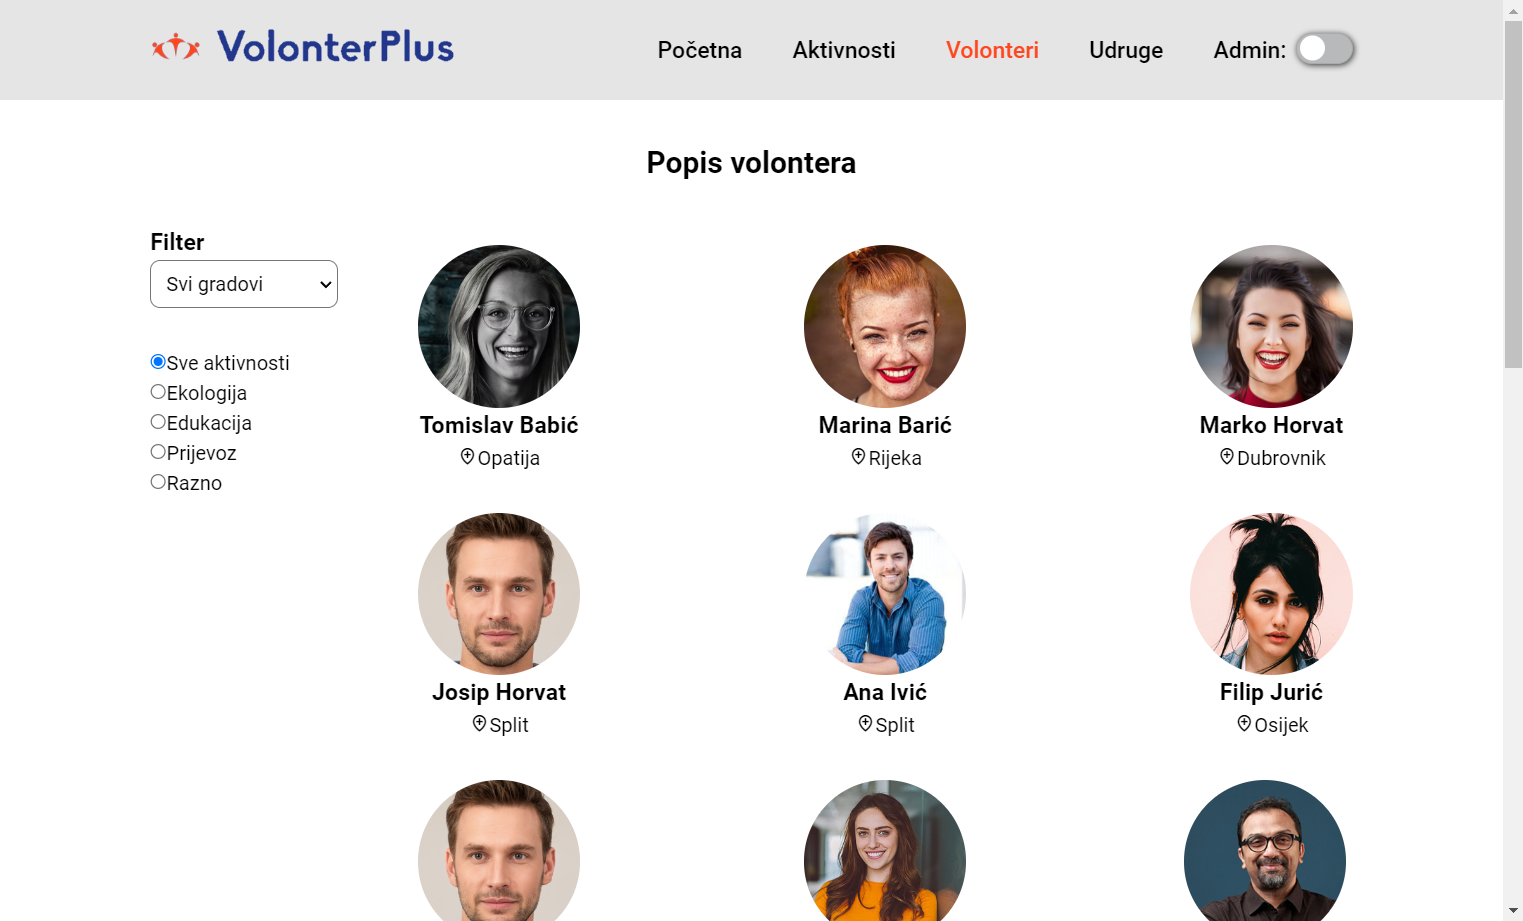 VolonterPlus
Početna Aktivnosti Volonteri Udruge Admin:
Popis volontera
Filter
Svi gradovi
Sve aktivnosti
Ekologija
Edukacija
Prijevoz
Razno
Tomislav Babić
Opatija
Marina Barić
Rijeka
Marko Horvat
Dubrovnik
Josip Horvat
Split
Ana Ivić
Split
Filip Jurić
Osijek